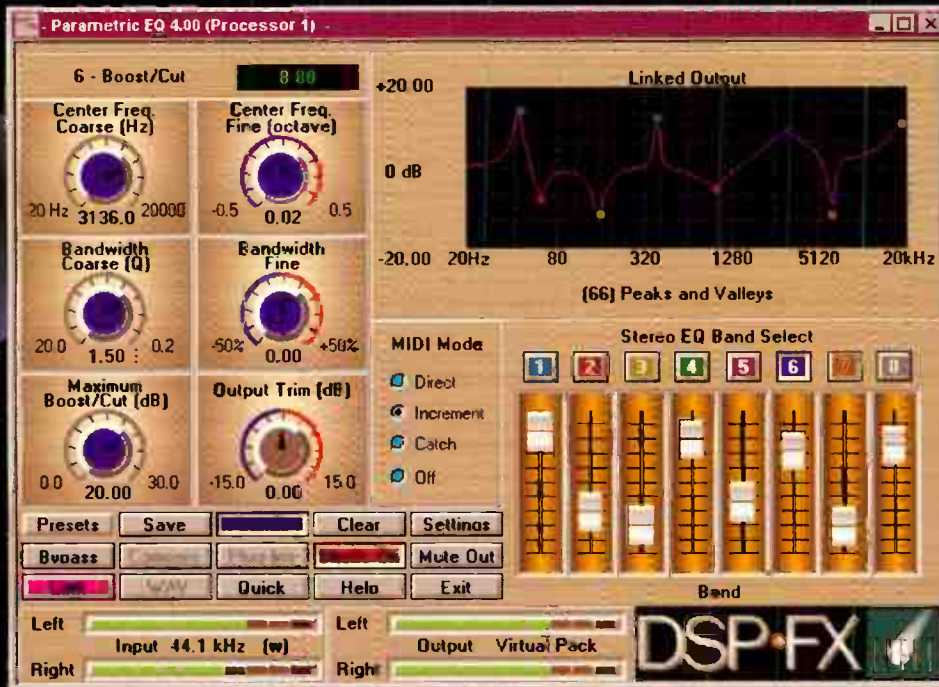 - Parametric EQ 4.00 (Processor 1) -
6 - Boost/Cut
8.80
+20.00
Linked Output
0 dB
-20.00
20Hz 80 320 1280 5120 20kHz
(66) Peaks and Valleys
Center Freq.
Coarse (Hz)
20 Hz 3136.0 20000
Center Freq.
Fine (octave)
-0.5 0.02 0.5
Bandwidth
Coarse (Q)
20.0 1.50 0.2
Bandwidth
Fine
-50% 0.00 +50%
Maximum
Boost/Cut (dB)
0.0 20.00 30.0
Output Trim (dB)
-15.0 0.00 15.0
MIDI Mode
Direct
Increment
Catch
Off
Stereo EQ Band Select
1 2 3 4 5 6 7 8
Band
Presets Save Clear Settings
Bypass Mute Out
Quick Help Exit
Left
Input 44.1 kHz (w)
Right
Left
Output Virtual Pack
Right
DSP•FX